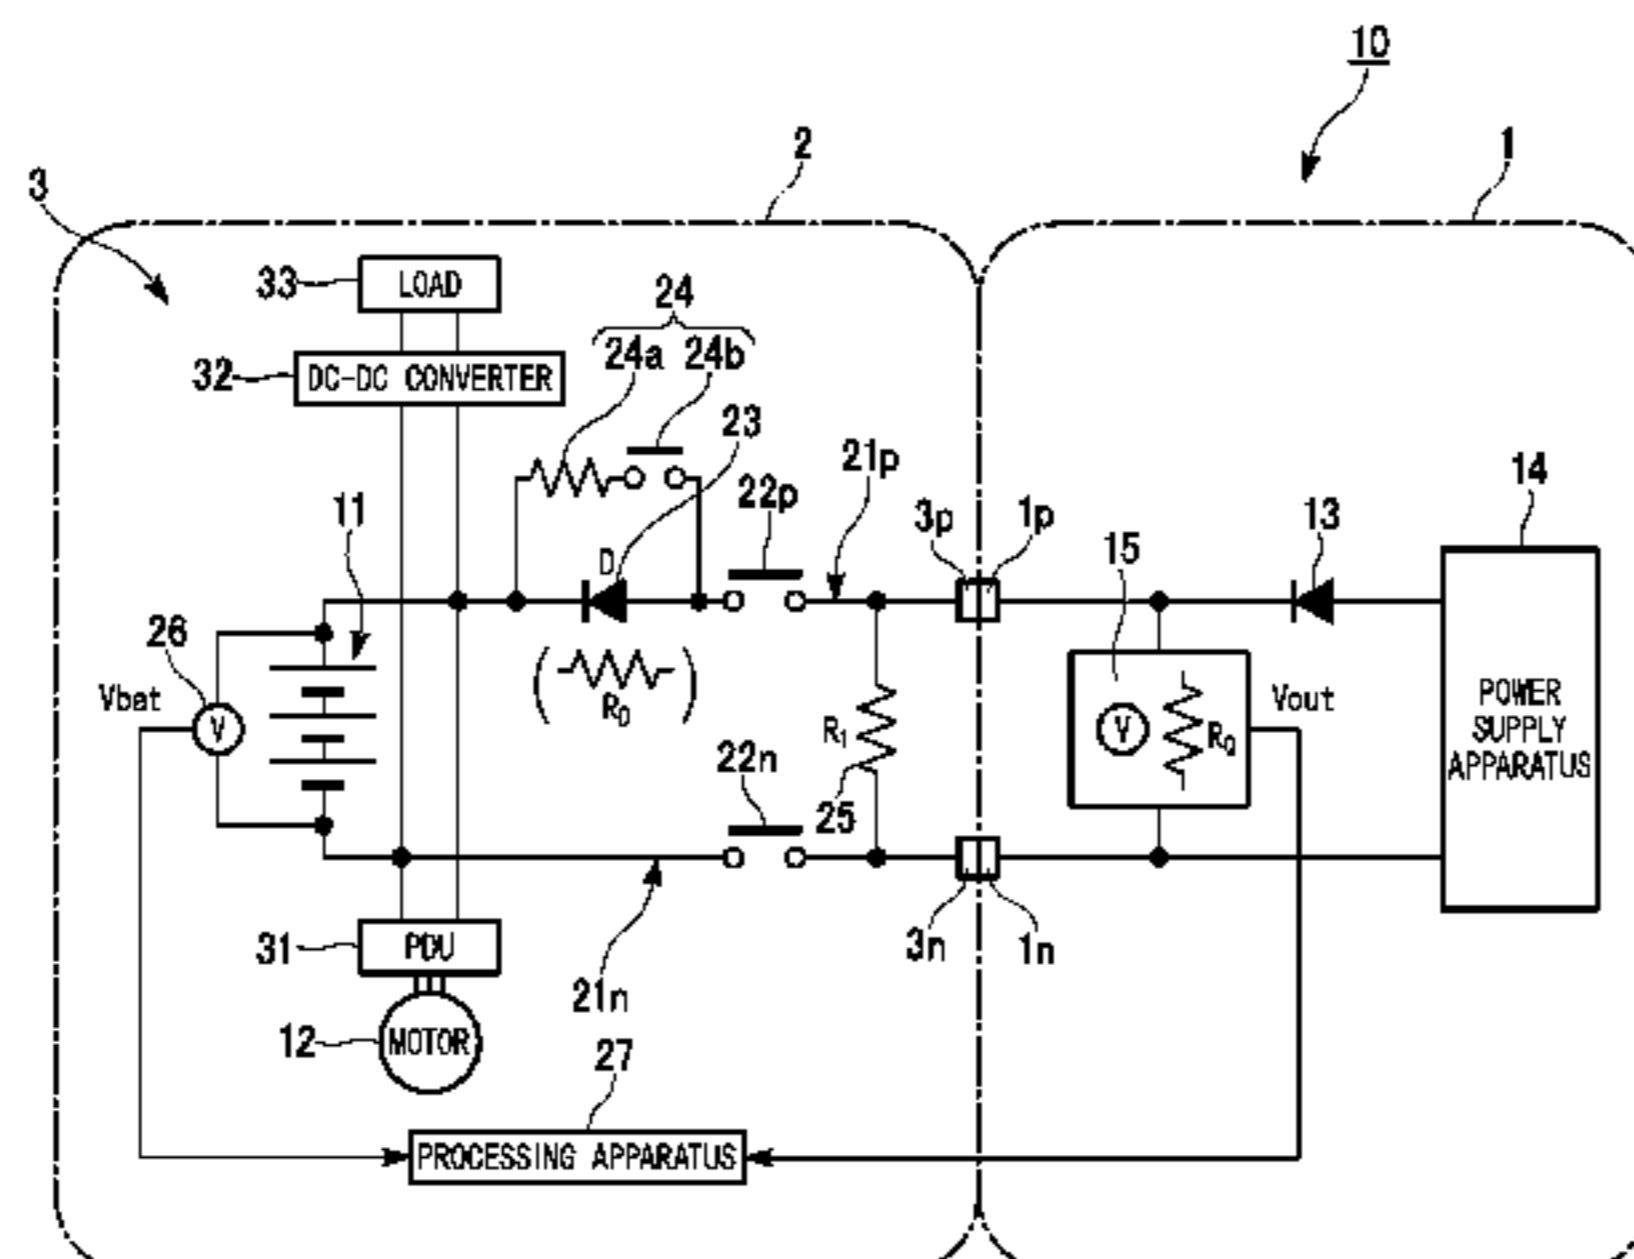 10
2
1
3
33
LOAD
24
24a 24b
32
DC-DC CONVERTER
23
21p
14
22p
11
3p
1p
13
15
D
26
Vbat
V
R0
R1
V
RQ
Vout
POWER
SUPPLY
APPARATUS
22n
25
3n
1n
31
PDU
21n
12
MOTOR
27
PROCESSING APPARATUS